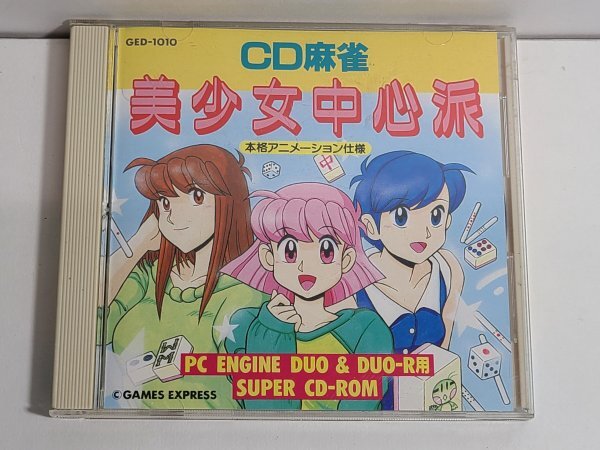 GED-1010
CD麻雀
美少女中心派
本格アニメーション仕様
中
WM
PC ENGINE DUO & DUO-R用
SUPER CD-ROM
©GAMES EXPRESS